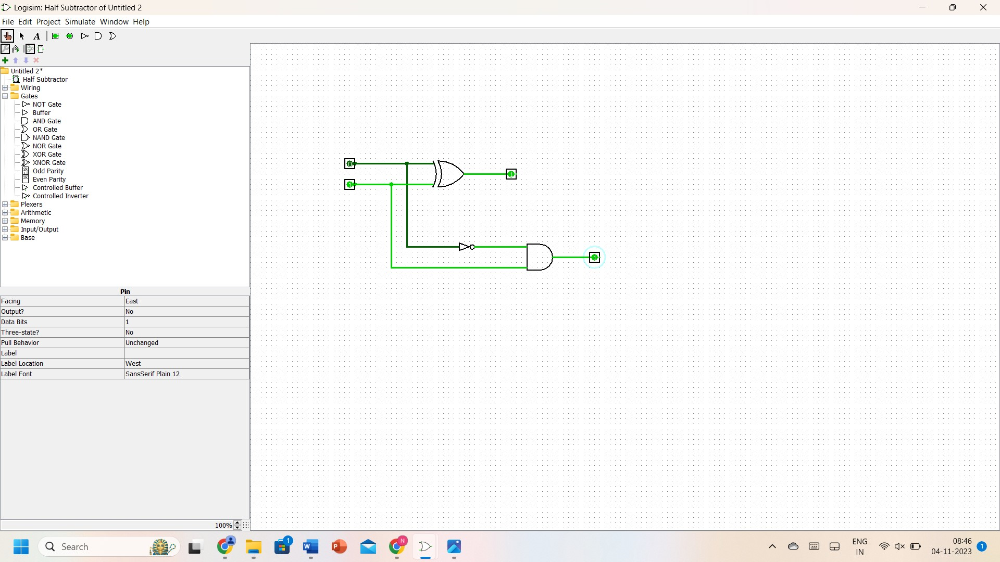 Logisim: Half Subtractor of Untitled 2
File Edit Project Simulate Window Help
A
Untitled 2*
Half Subtractor
Wiring
Gates
NOT Gate
Buffer
AND Gate
OR Gate
NAND Gate
NOR Gate
XOR Gate
XNOR Gate
Odd Parity
Even Parity
Controlled Buffer
Controlled Inverter
Plexers
Arithmetic
Memory
Input/Output
Base
Pin
Facing East
Output? No
Data Bits 1
Three-state? No
Pull Behavior Unchanged
Label
Label Location West
Label Font SansSerif Plain 12
100%
0
1
1
1
Search
1
W
P
N
ENG
IN
08:46
04-11-2023
1